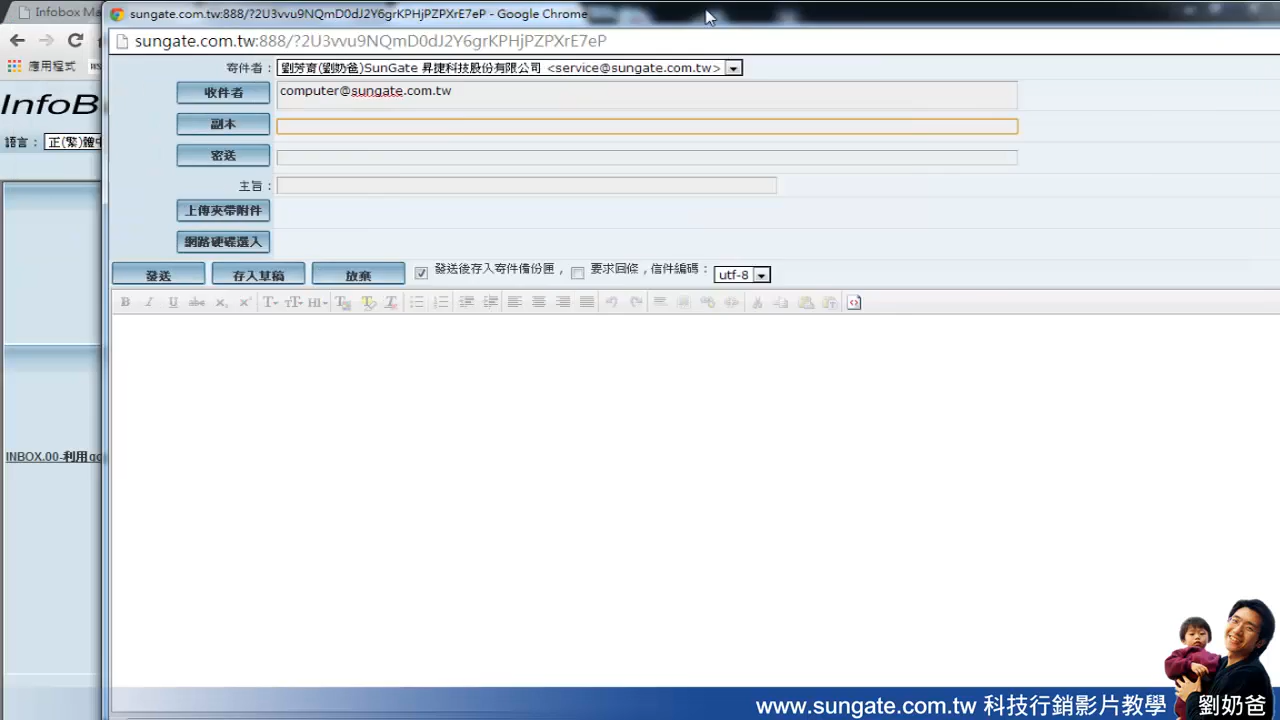 Infobox Ma
sungate.com.tw:888/?2U3vvu9NQmD0dJ2Y6grKPHjPZPXrE7eP - Google Chrome
sungate.com.tw:888/?2U3vvu9NQmD0dJ2Y6grKPHjPZPXrE7eP
應用程式
寄件者： 劉芳育(劉奶爸)SunGate 昇捷科技股份有限公司 <service@sungate.com.tw>
InfoB
收件者 computer@sungate.com.tw
副本
語言： 正(繁)體中
密送
主旨：
上傳夾帶附件
網路硬碟選入
發送 存入草稿 放棄 發送後存入寄件備份匣， 要求回條，信件編碼： utf-8
INBOX.00-利用go
www.sungate.com.tw 科技行銷影片教學 劉奶爸